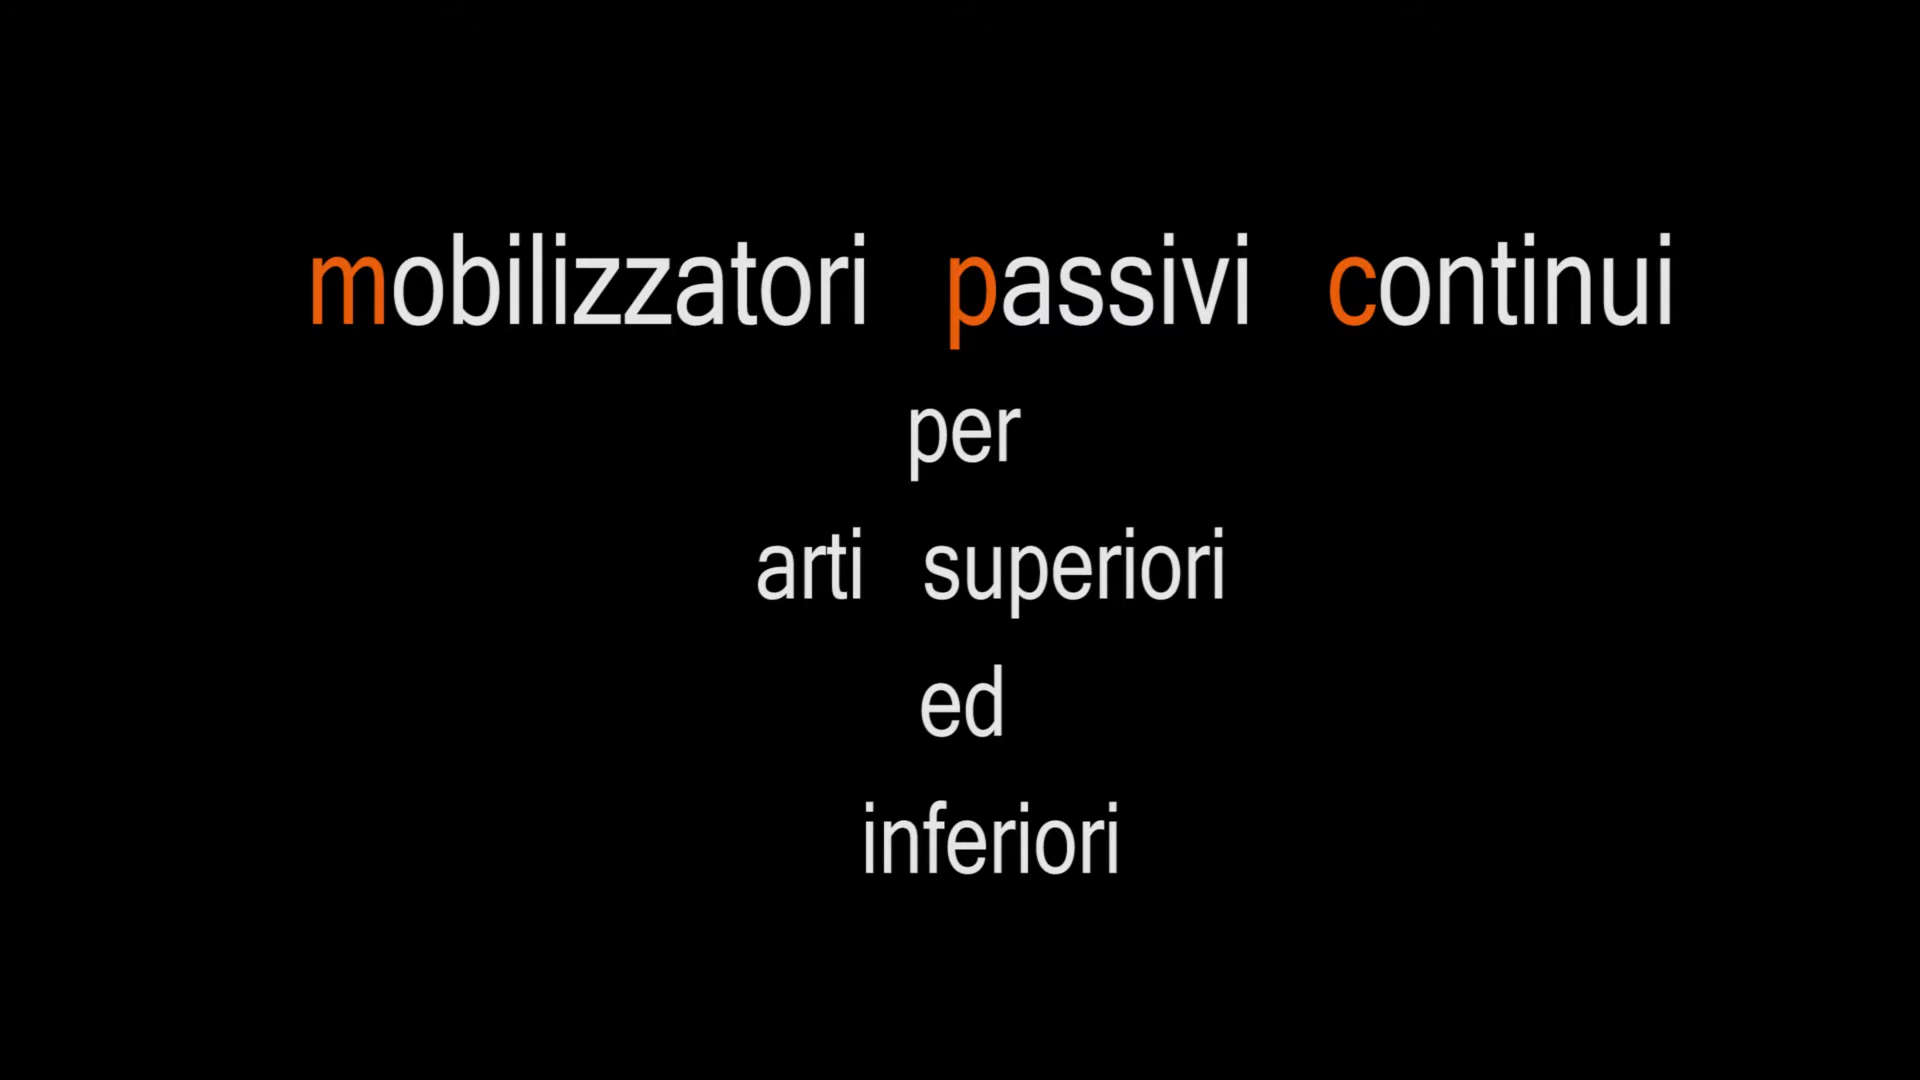 mobilizzatori passivi continui
per
arti superiori
ed
inferiori